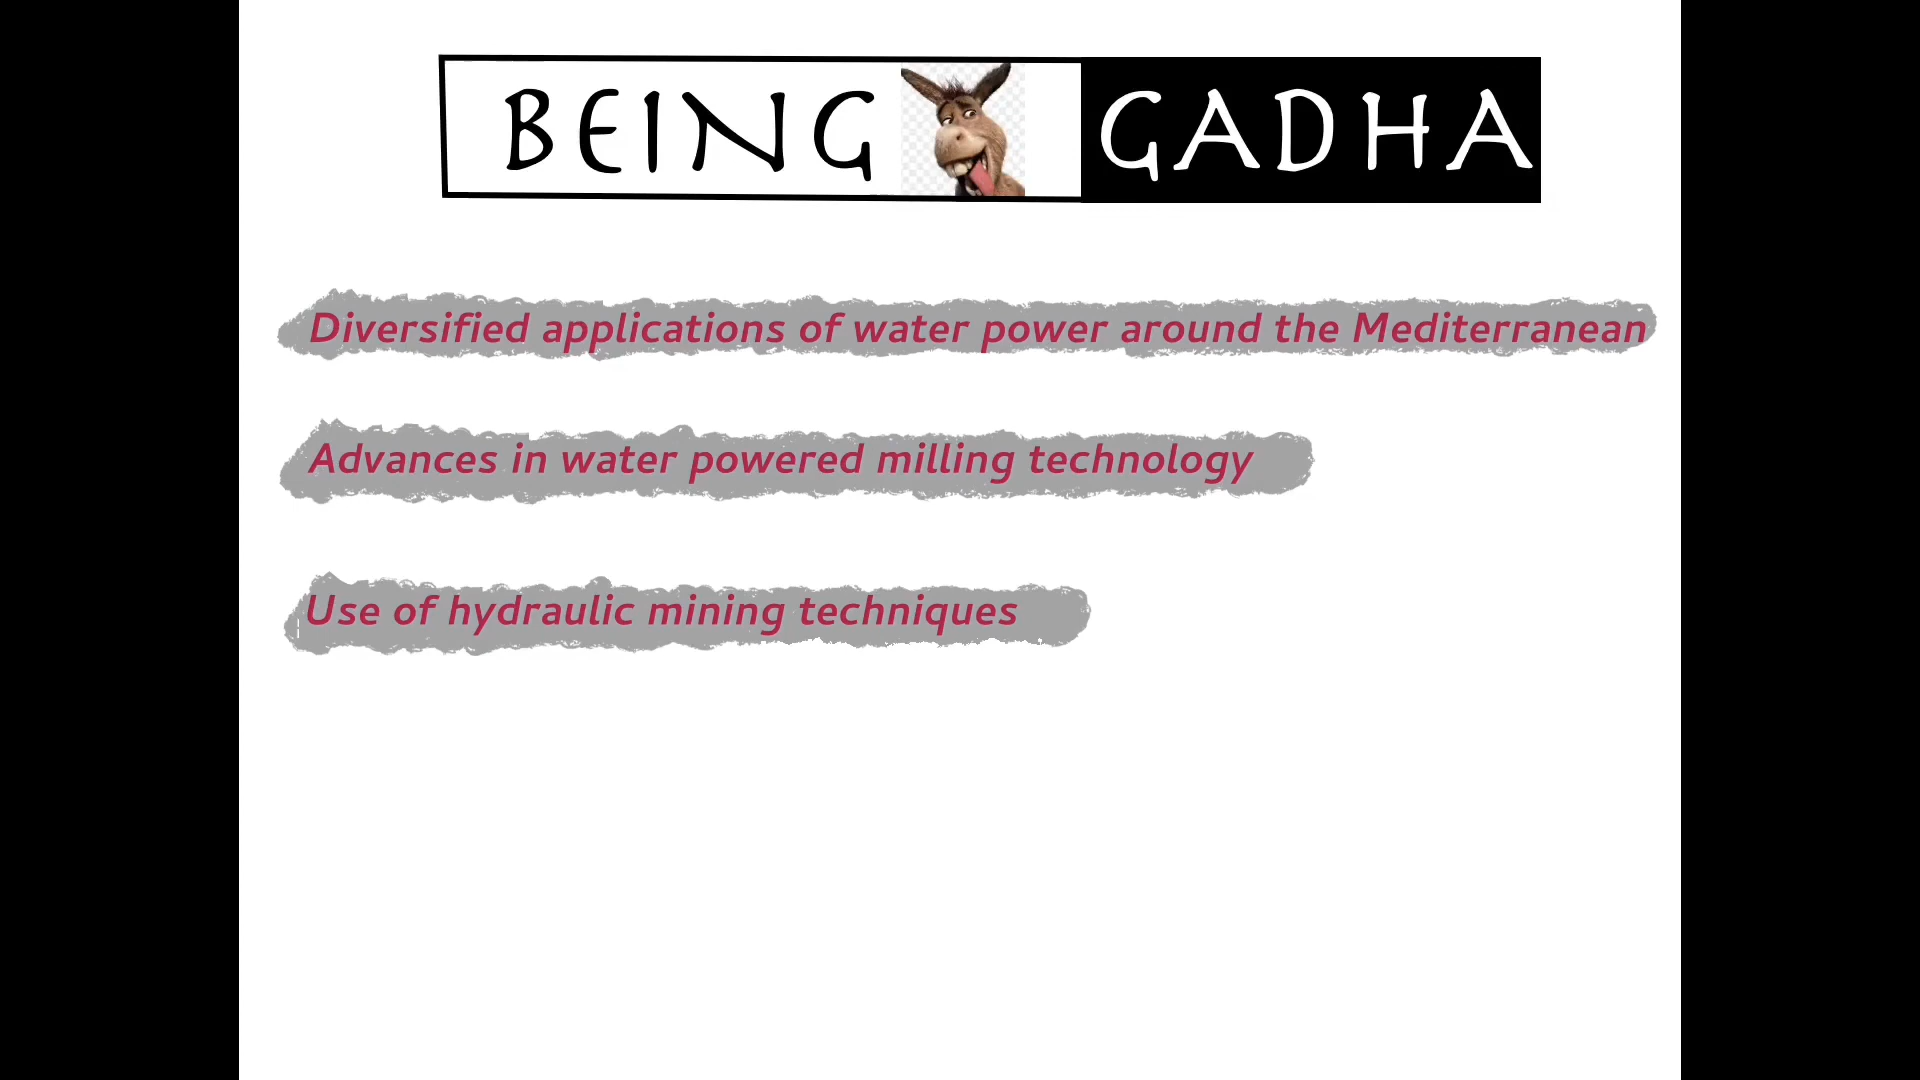 BEING GADHA
Diversified applications of water power around the Mediterranean
Advances in water powered milling technology
Use of hydraulic mining techniques